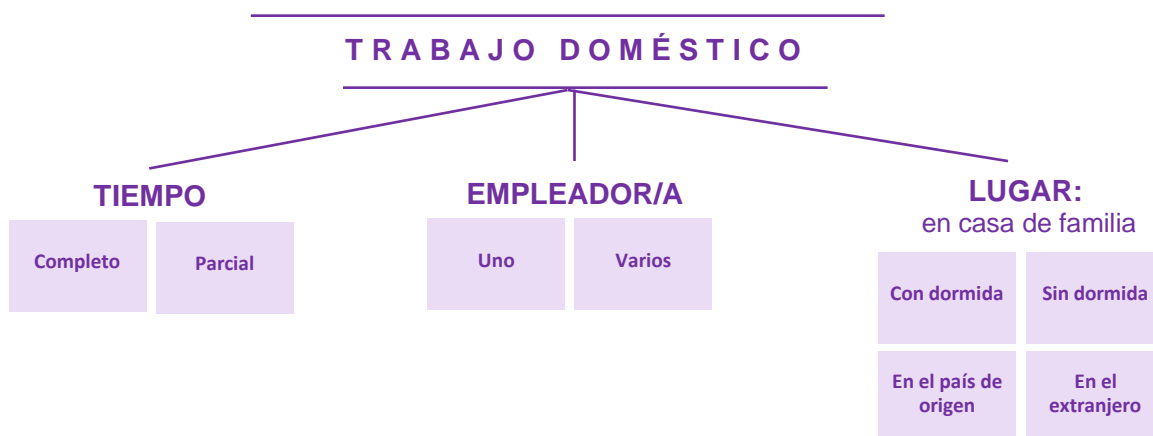 TRABAJO DOMÉSTICO
TIEMPO
Completo
Parcial
EMPLEADOR/A
Uno
Varios
LUGAR:
en casa de familia
Con dormida
Sin dormida
En el país de
origen
En el
extranjero